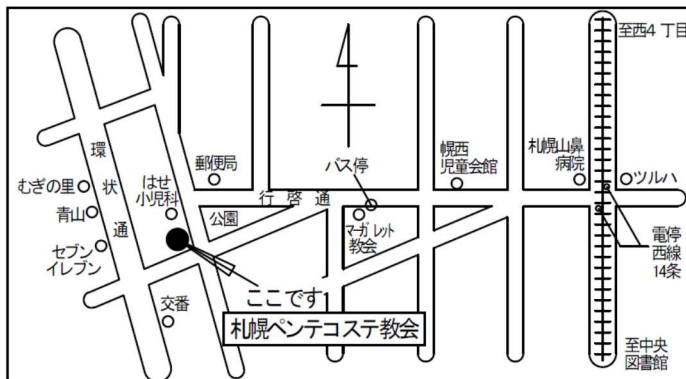 至西4 丁目
環状通
郵便局
バス停
幌西
児童会館
札幌山鼻
病院
ツルハ
むぎの里
はせ
小児科
行啓通
青山
公園
マーガレット
教会
セブン
イレブン
電停
西線
14条
交番
ここです
札幌ペンテコステ教会
至中央
図書館